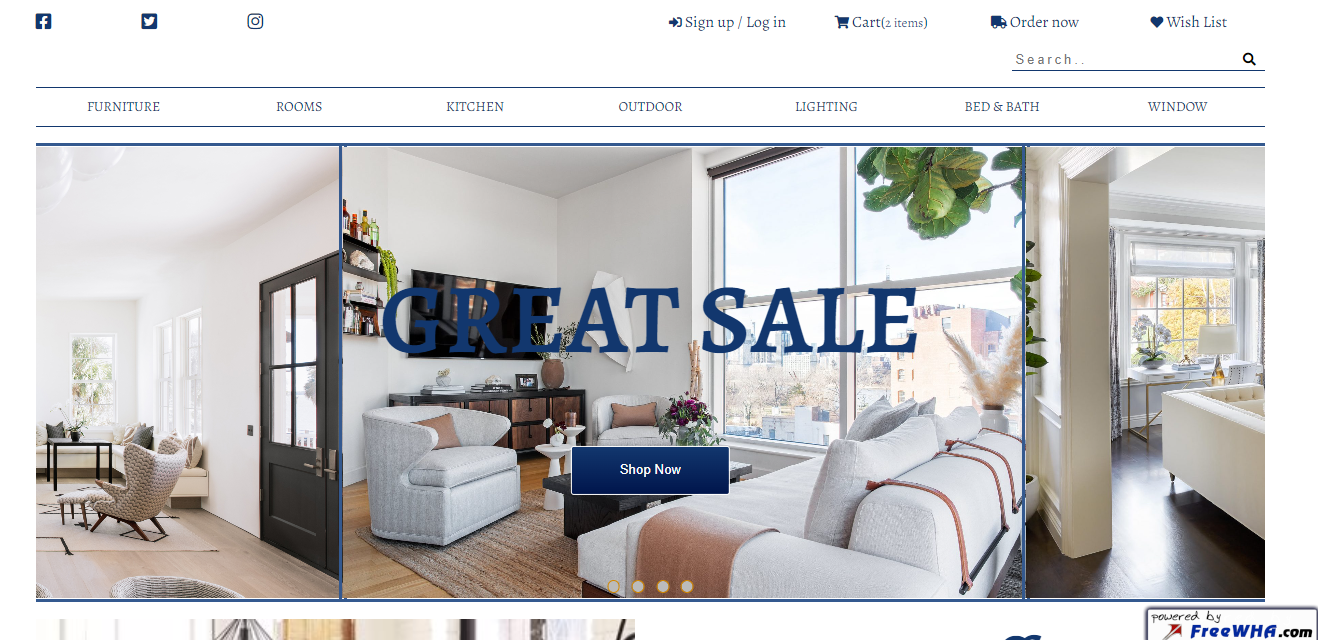 Sign up / Log in
Cart(2 items)
Order now
Wish List
Search..
FURNITURE
ROOMS
KITCHEN
OUTDOOR
LIGHTING
BED & BATH
WINDOW
GREAT SALE
Shop Now
powered by
FreeWHA.com